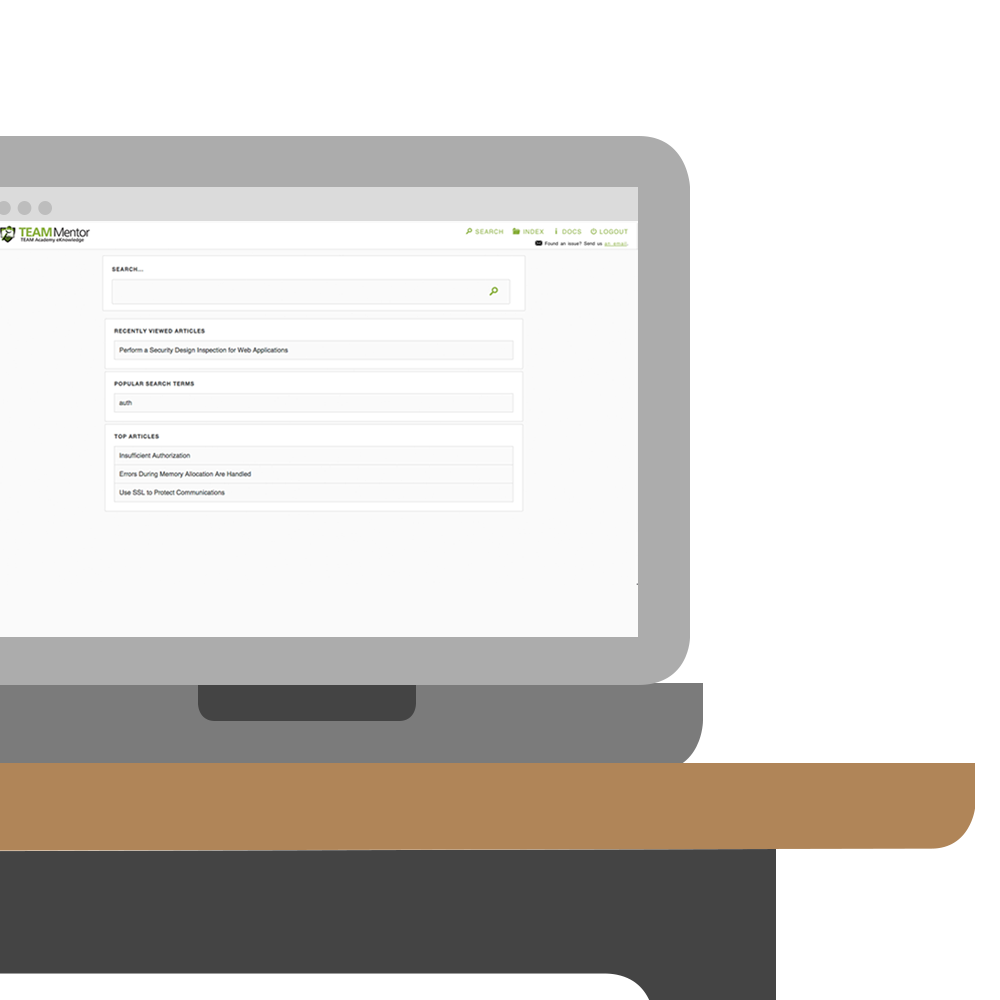 TEAM Mentor
TEAM Academy eKnowledge
SEARCH INDEX DOCS LOGOUT
Found an issue? Send us an email.
SEARCH...
RECENTLY VIEWED ARTICLES
Perform a Security Design Inspection for Web Applications
POPULAR SEARCH TERMS
auth
TOP ARTICLES
Insufficient Authorization
Errors During Memory Allocation Are Handled
Use SSL to Protect Communications